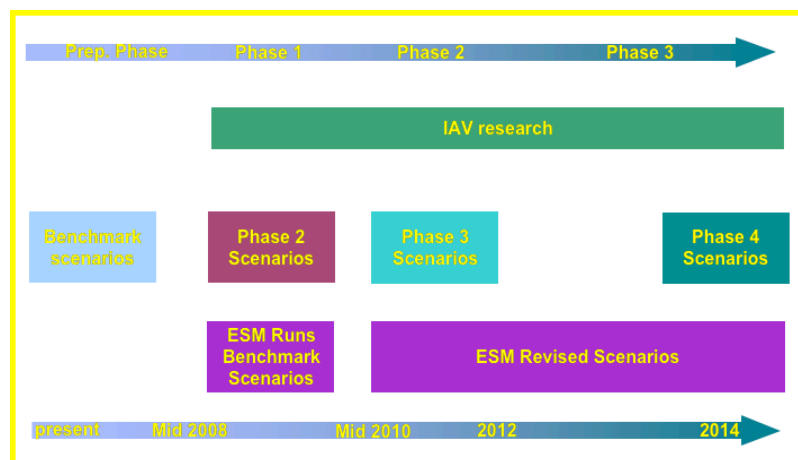 Prep. Phase Phase 1 Phase 2 Phase 3
IAV research
Benchmark scenarios
Phase 2 Scenarios
Phase 3 Scenarios
Phase 4 Scenarios
ESM Runs Benchmark Scenarios
ESM Revised Scenarios
present Mid 2008 Mid 2010 2012 2014